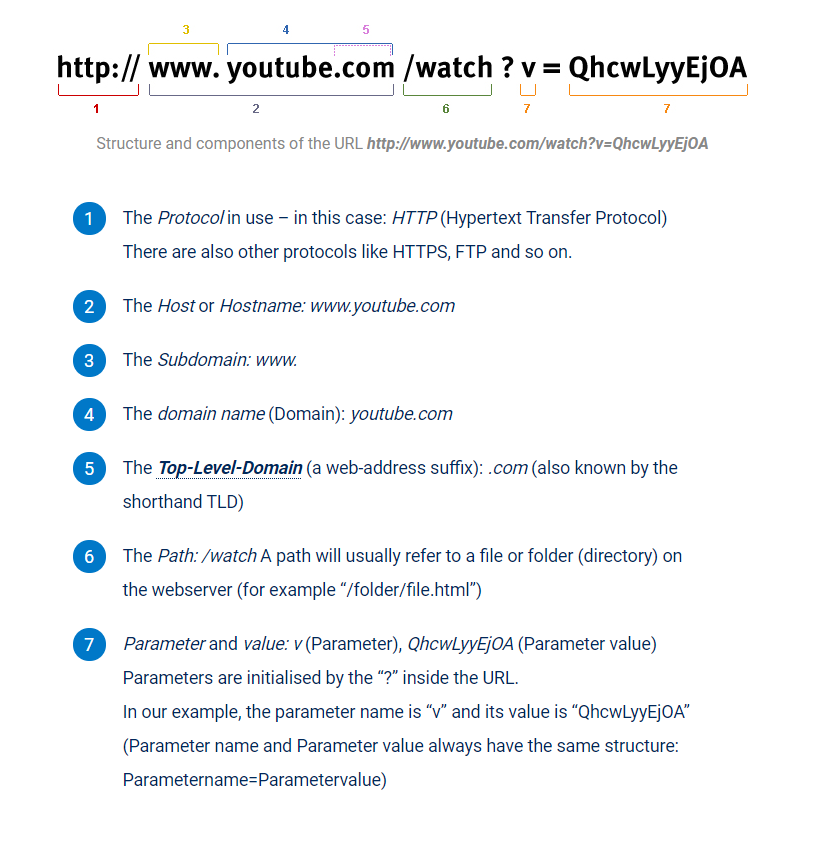 3 4 5
http:// www. youtube.com /watch ? v = QhcwLyyEjOA
1 2 6 7 7
Structure and components of the URL http://www.youtube.com/watch?v=QhcwLyyEjOA
1 The Protocol in use – in this case: HTTP (Hypertext Transfer Protocol)
There are also other protocols like HTTPS, FTP and so on.
2 The Host or Hostname: www.youtube.com
3 The Subdomain: www.
4 The domain name (Domain): youtube.com
5 The Top-Level-Domain (a web-address suffix): .com (also known by the
shorthand TLD)
6 The Path: /watch A path will usually refer to a file or folder (directory) on
the webserver (for example “/folder/file.html”)
7 Parameter and value: v (Parameter), QhcwLyyEjOA (Parameter value)
Parameters are initialised by the “?” inside the URL.
In our example, the parameter name is “v” and its value is “QhcwLyyEjOA”
(Parameter name and Parameter value always have the same structure:
Parametername=Parametervalue)